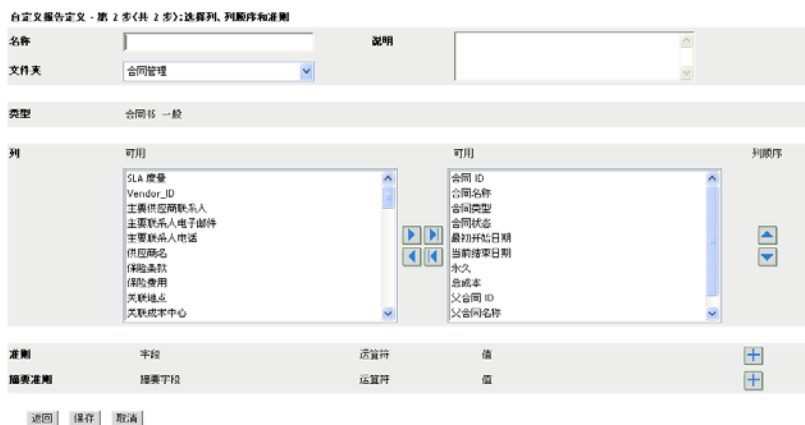 自定义报告定义 - 第 2 步(共 2 步):选择列、列顺序和准则
名称 说明
文件夹 合同管理
类型 合同书 一般
列 可用 可用 列顺序
SLA 度量 合同 ID
Vendor_ID 合同名称
主要供应商联系人 合同类型
主要联系人电子邮件 合同状态
主要联系人电话 最初开始日期
供应商名 当前结束日期
保险条款 永久
保险费用 总成本
关联地点 父合同 ID
关联成本中心 父合同名称
准则 字段 运算符 值
摘要准则 摘要字段 运算符 值
返回 保存 取消